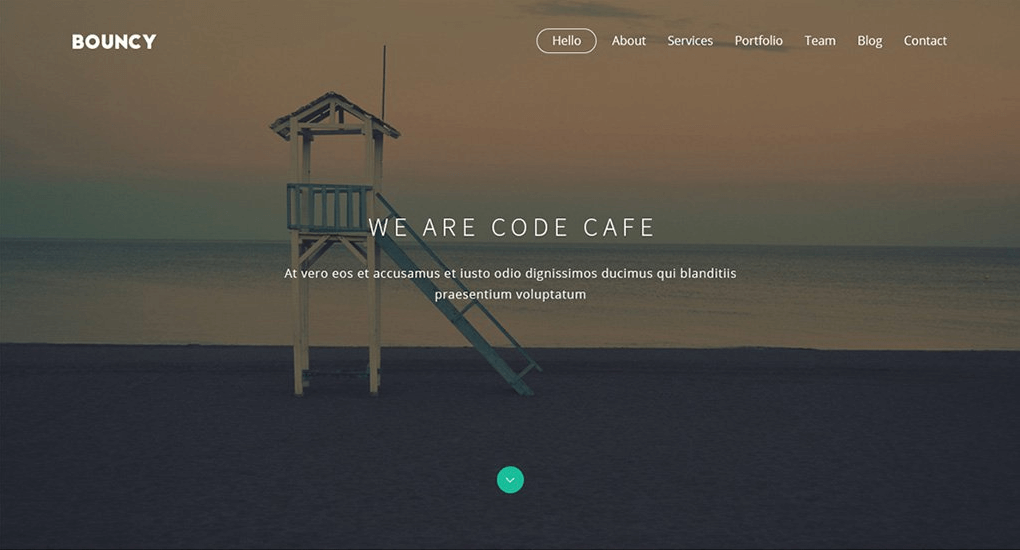 BOUNCY
Hello About Services Portfolio Team Blog Contact
WE ARE CODE CAFE
At vero eos et accusamus et iusto odio dignissimos ducimus qui blanditiis
praesentium voluptatum